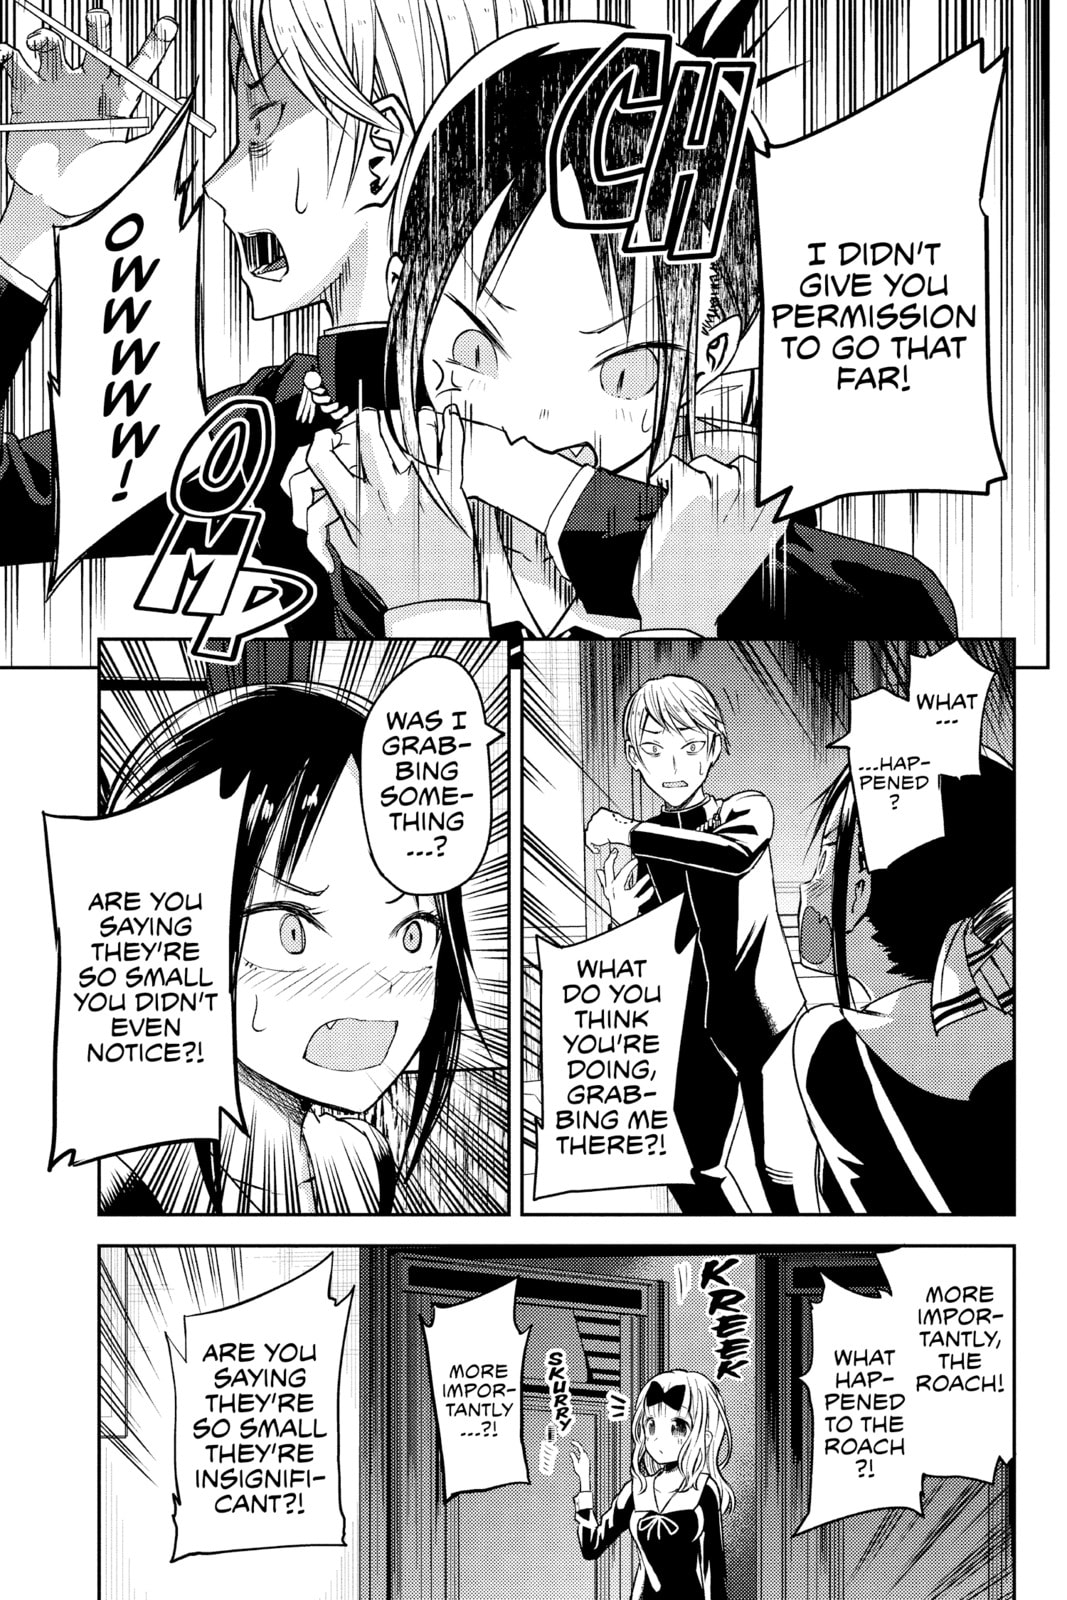 I DIDN'T
GIVE YOU
PERMISSION
TO GO THAT
FAR!
CH
OMP
OWWWWW!
WHAT
...
...HAP-
PENED
?
WHAT
DO YOU
THINK
YOU'RE
DOING,
GRAB-
BING ME
THERE?!
WAS I
GRAB-
BING
SOME-
THING
...?
ARE YOU
SAYING
THEY'RE
SO SMALL
YOU DIDN'T
EVEN
NOTICE?!
MORE
IMPOR-
TANTLY,
THE
ROACH!
WHAT
HAP-
PENED
TO THE
ROACH
?!
KREEK
SKURRY
MORE
IMPOR-
TANTLY
...?!
ARE YOU
SAYING
THEY'RE
SO SMALL
THEY'RE
INSIGNIFI-
CANT?!